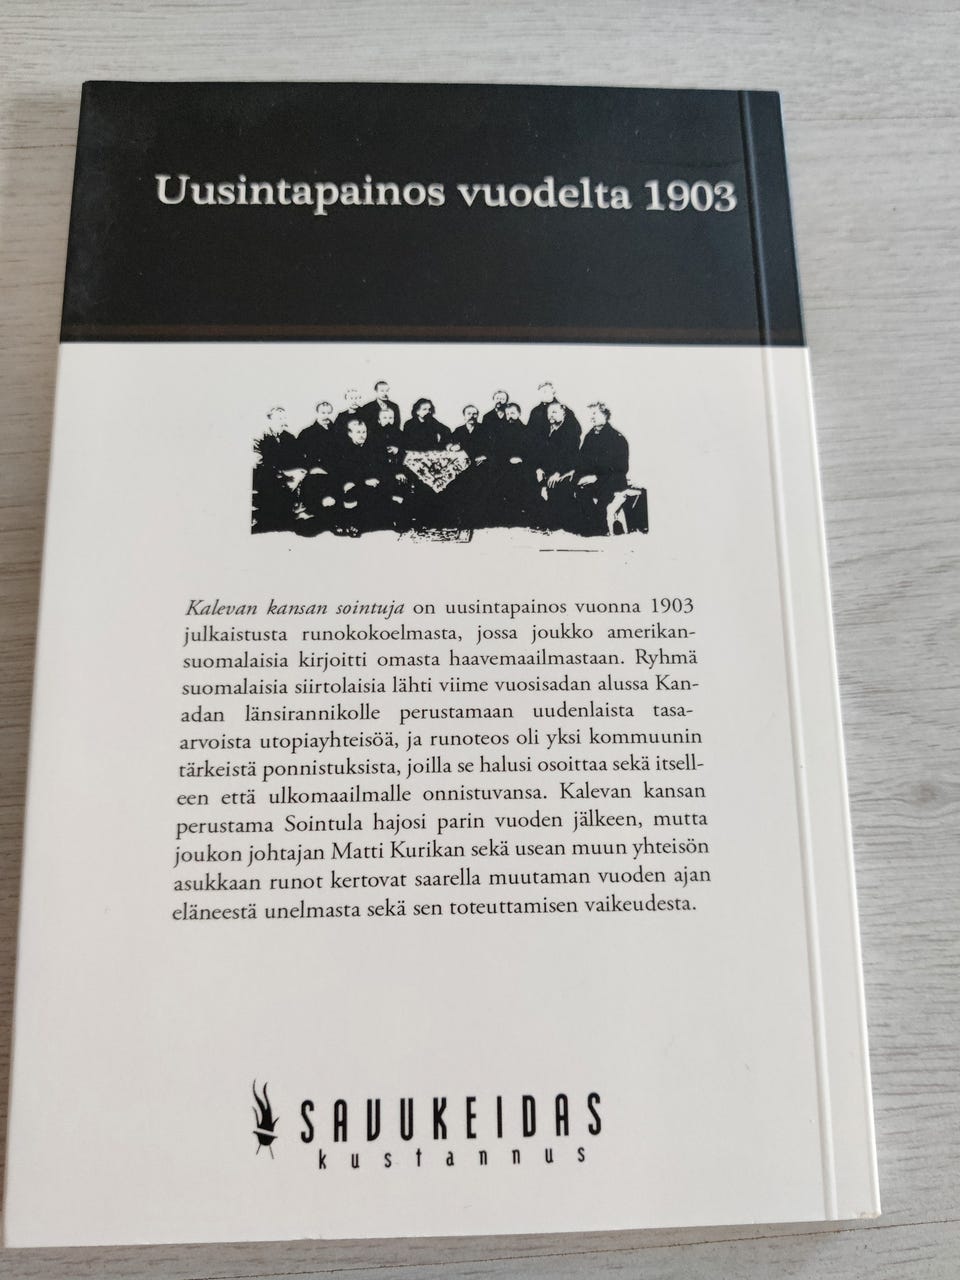 Uusintapainos vuodelta 1903
Kalevan kansan sointuja on uusintapainos vuonna 1903
julkaistusta runokokoelmasta, jossa joukko amerikan-
suomalaisia kirjoitti omasta haavemaailmastaan. Ryhmä
suomalaisia siirtolaisia lähti viime vuosisadan alussa Kan-
adan länsirannikolle perustamaan uudenlaista tasa-
arvoista utopiayhteisöä, ja runoteos oli yksi kommuunin
tärkeistä ponnistuksista, joilla se halusi osoittaa sekä itsell-
een että ulkomaailmalle onnistuvansa. Kalevan kansan
perustama Sointula hajosi parin vuoden jälkeen, mutta
joukon johtajan Matti Kurikan sekä usean muun yhteisön
asukkaan runot kertovat saarella muutaman vuoden ajan
eläneestä unelmasta sekä sen toteuttamisen vaikeudesta.
SAVUKEIDAS
kustannus